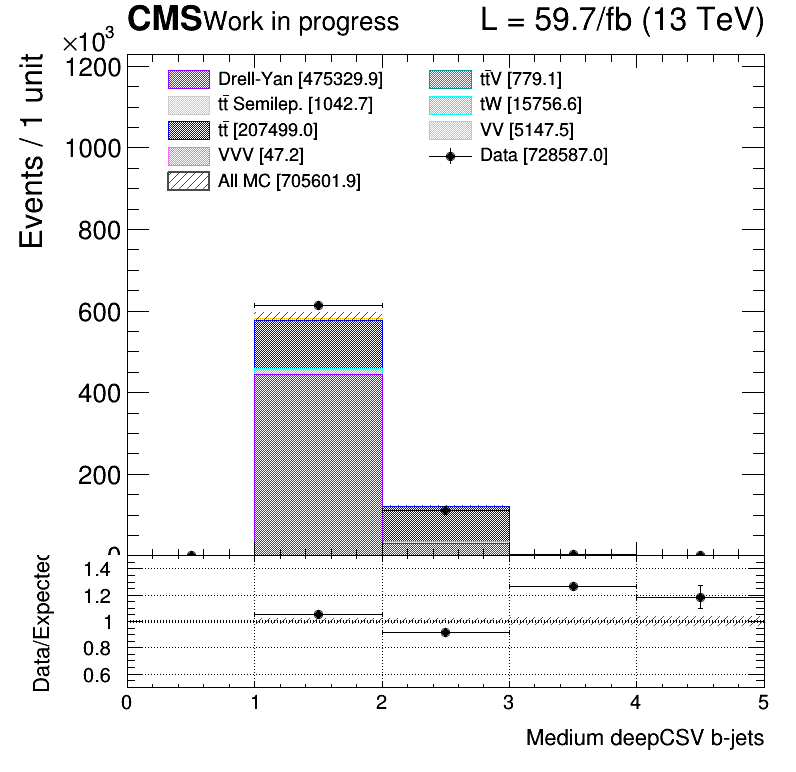 CMS Work in progress L = 59.7/fb (13 TeV)
×10³
Events / 1 unit
1200
1000
800
600
400
200
0
Drell-Yan [475329.9]
tt̄ Semilep. [1042.7]
tt̄ [207499.0]
VVV [47.2]
All MC [705601.9]
tt̄V [779.1]
tW [15756.6]
VV [5147.5]
Data [728587.0]
Data/Expected
1.4
1.2
1
0.8
0.6
0 1 2 3 4 5
Medium deepCSV b-jets